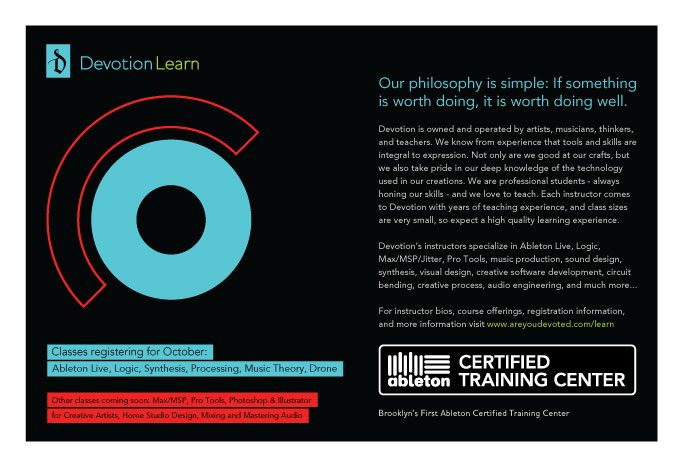 Devotion Learn
Our philosophy is simple: If something
is worth doing, it is worth doing well.
Devotion is owned and operated by artists, musicians, thinkers,
and teachers. We know from experience that tools and skills are
integral to expression. Not only are we good at our crafts, but
we also take pride in our deep knowledge of the technology
used in our creations. We are professional students - always
honing our skills - and we love to teach. Each instructor comes
to Devotion with years of teaching experience, and class sizes
are very small, so expect a high quality learning experience.
Devotion's instructors specialize in Ableton Live, Logic,
Max/MSP/Jitter, Pro Tools, music production, sound design,
synthesis, visual design, creative software development, circuit
bending, creative process, audio engineering, and much more...
For instructor bios, course offerings, registration information,
and more information visit www.areyoudevoted.com/learn
Classes registering for October:
Ableton Live, Logic, Synthesis, Processing, Music Theory, Drone
Other classes coming soon: Max/MSP, Pro Tools, Photoshop & Illustrator
for Creative Artists, Home Studio Design, Mixing and Mastering Audio
ableton
CERTIFIED
TRAINING CENTER
Brooklyn's First Ableton Certified Training Center